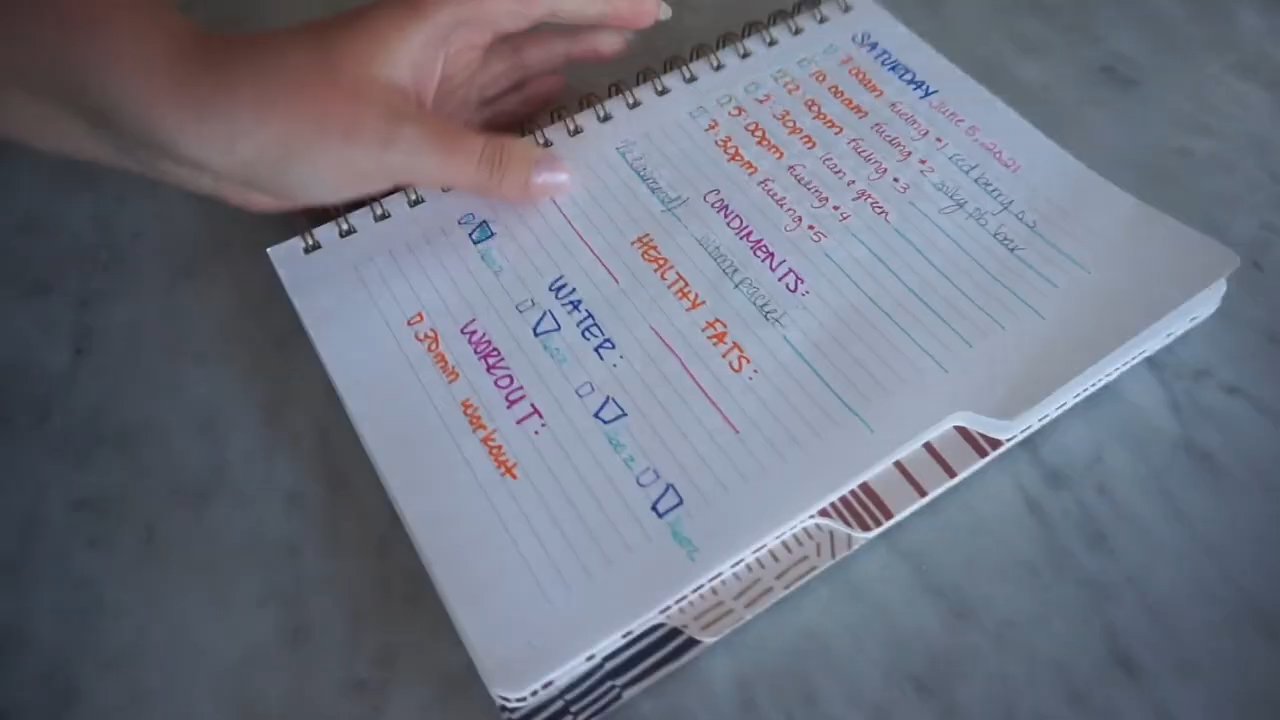 SATURDAY June 5, 2021
7:00am fueling #1 red berry
10:00am fueling #2 silky pb bar
12:00pm fueling #3
2:30pm lean & green
5:00pm fueling #4
7:30pm fueling #5
CONDIMENTS:
packet
HEALTHY FATS:
WATER:
WORKOUT:
30min workout